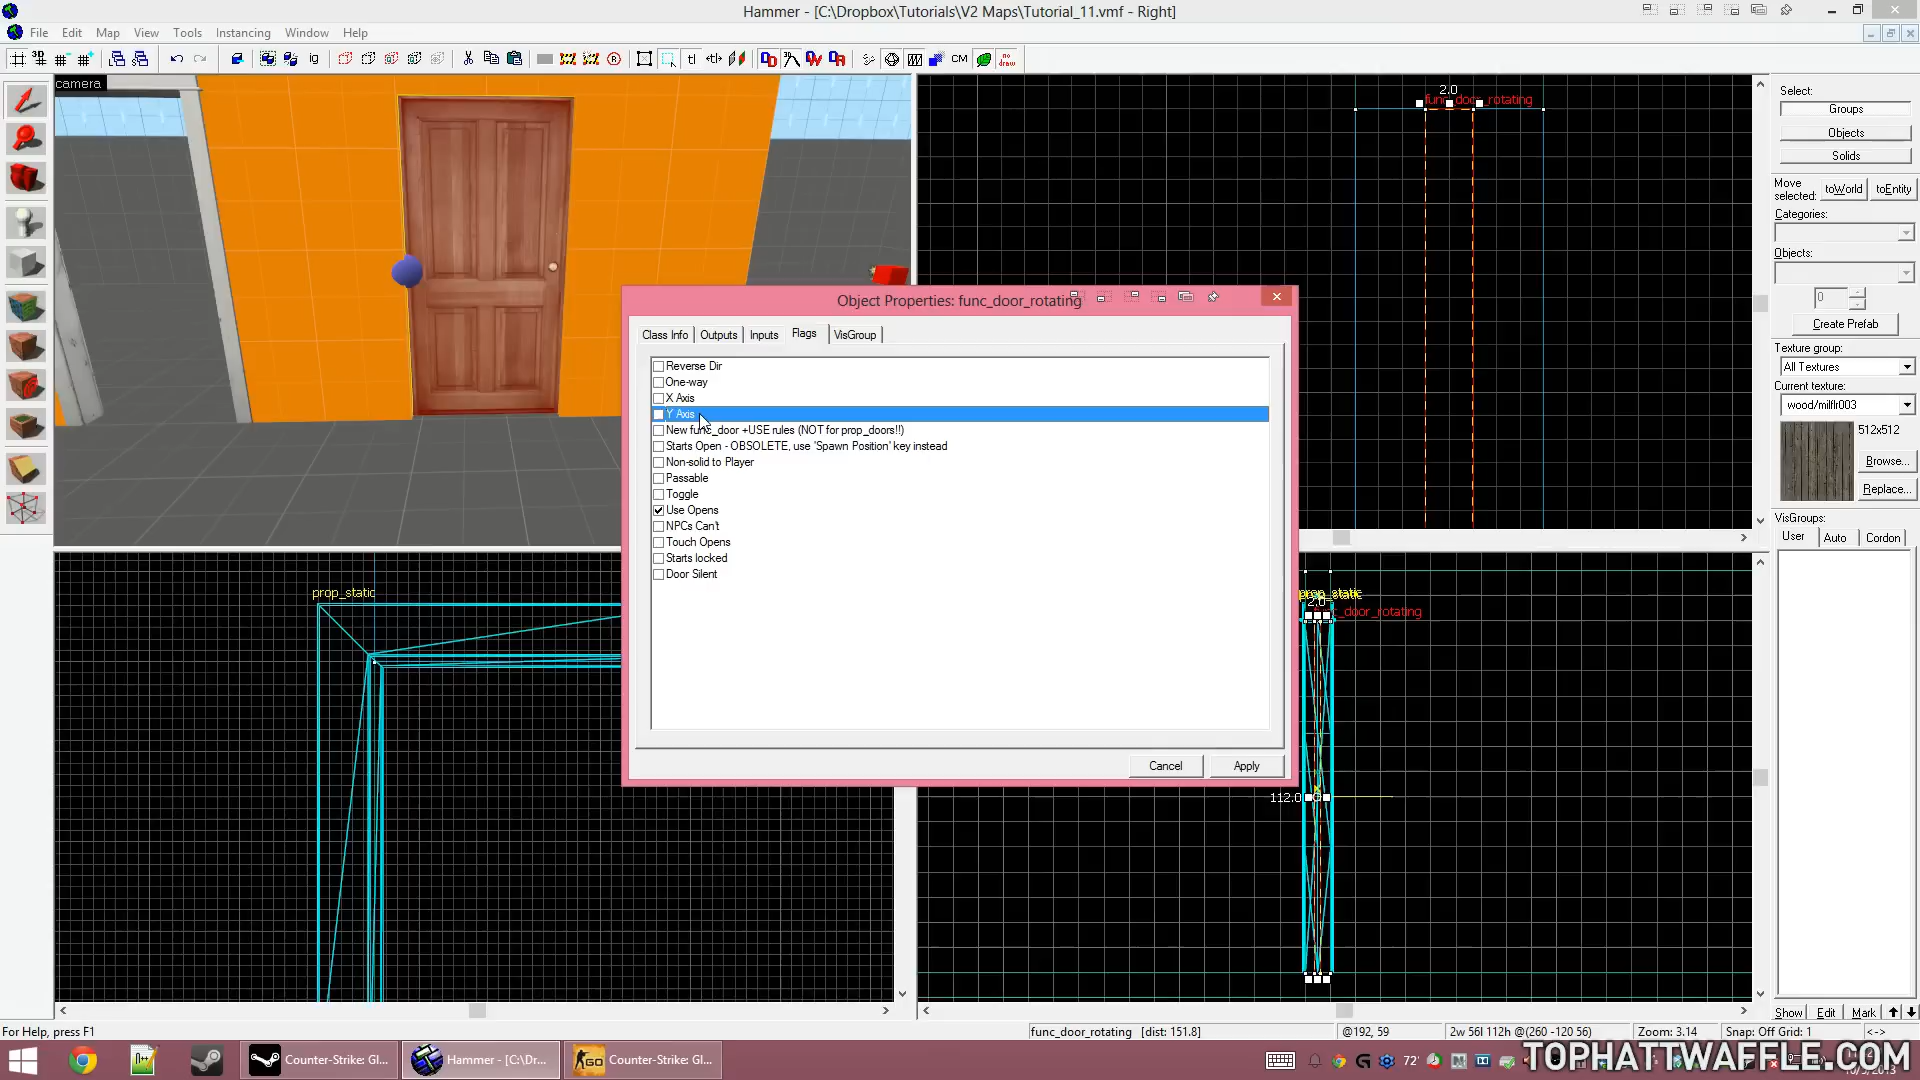 Hammer - [C:\Dropbox\Tutorials\V2 Maps\Tutorial_11.vmf - Right]
File Edit Map View Tools Instancing Window Help
3D
ig
tl
CM
camera
2.0
func_door_rotating
Select:
Groups
Objects
Solids
Move selected:
toWorld
toEntity
Categories:
Objects:
0
Create Prefab
Texture group:
All Textures
Current texture:
wood/milflr003
512x512
Browse...
Replace...
VisGroups:
User Auto Cordon
Show Edit Mark
Object Properties: func_door_rotating
Class Info Outputs Inputs Flags VisGroup
Reverse Dir
One-way
X Axis
Y Axis
New func_door +USE rules (NOT for prop_doors!!)
Starts Open - OBSOLETE, use 'Spawn Position' key instead
Non-solid to Player
Passable
Toggle
Use Opens
NPCs Can't
Touch Opens
Starts locked
Door Silent
Cancel
Apply
prop_static
prop_static
2.0
func_door_rotating
112.0
For Help, press F1
func_door_rotating [dist: 151.8]
@192, 59
2w 56l 112h @(260 -120 56)
Zoom: 3.14
Snap: Off Grid: 1
<->
Counter-Strike: Gl...
Hammer - [C:\Dr...
Counter-Strike: Gl...
72°
TOPHATTWAFFLE.COM